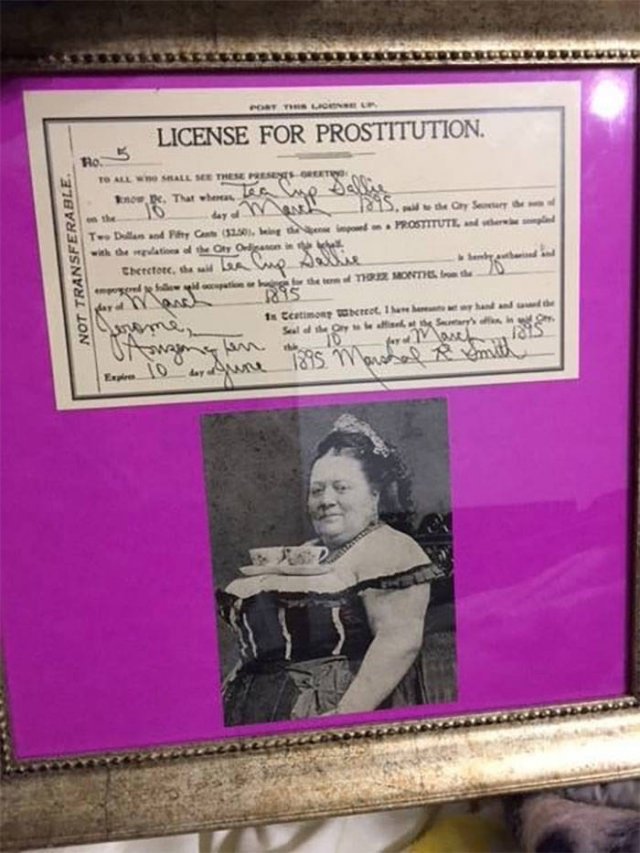 POST THIS LICENSE UP.
LICENSE FOR PROSTITUTION.
No. 5
TO ALL WHO SHALL SEE THESE PRESENTS GREETING:
Know Ye, That whereas, Tea Cup Sallie
on the 10 day of March 1895, paid to the City Secretary the sum of
Two Dollars and Fifty Cents ($2.50), being the license imposed on a PROSTITUTE, and otherwise complied
with the regulations of the City Ordinances in this behalf.
Therefore, the said Tea Cup Sallie is hereby authorized and
empowered to follow said occupation or business for the term of THREE MONTHS, from the 10
day of March 1895
In Testimony Whereof, I have hereunto set my hand and caused the
Seal of the City to be affixed, at the Secretary's office, in said City,
this 10 day of March 1895
Jerome,
Terr
Expires 10 day of June 1895 Marshal R Smith
NOT TRANSFERABLE.